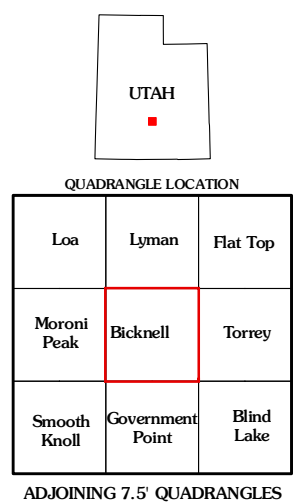 UTAH
QUADRANGLE LOCATION
Loa
Lyman
Flat Top
Moroni
Peak
Bicknell
Torrey
Smooth
Knoll
Government
Point
Blind
Lake
ADJOINING 7.5' QUADRANGLES